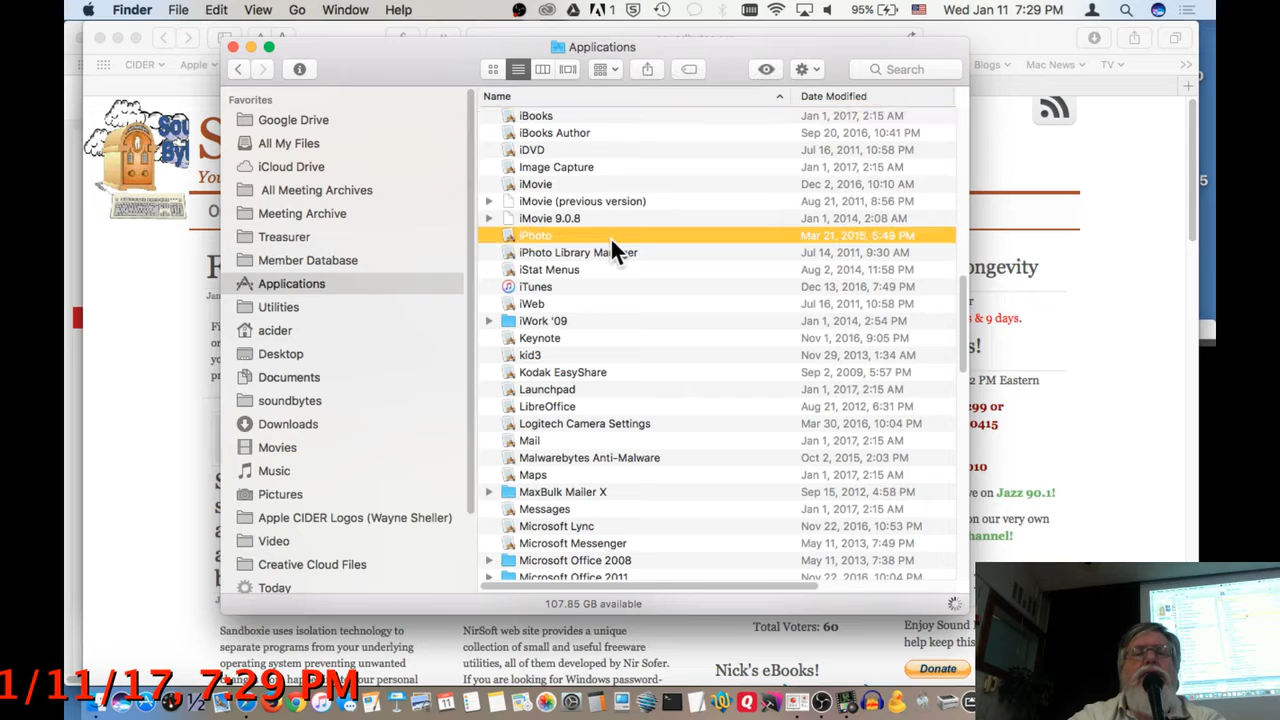 Finder File Edit View Go Window Help 95% Wed Jan 11 7:29 PM
Applications
CIDER Apple Blogs Mac News TV
Search
Favorites
Google Drive
All My Files
iCloud Drive
All Meeting Archives
Meeting Archive
Treasurer
Member Database
Applications
Utilities
acider
Desktop
Documents
soundbytes
Downloads
Movies
Music
Pictures
Apple CIDER Logos (Wayne Sheller)
Video
Creative Cloud Files
Today
Name Date Modified
iBooks Jan 1, 2017, 2:15 AM
iBooks Author Sep 20, 2016, 10:41 PM
iDVD Jul 16, 2011, 10:58 PM
Image Capture Jan 1, 2017, 2:15 AM
iMovie Dec 2, 2016, 10:10 AM
iMovie (previous version) Aug 21, 2011, 8:56 PM
iMovie 9.0.8 Jan 1, 2014, 2:08 AM
iPhoto Mar 21, 2015, 5:49 PM
iPhoto Library Jul 14, 2011, 9:30 AM
iStat Menus Aug 2, 2014, 11:58 PM
iTunes Dec 13, 2016, 7:49 PM
iWeb Jul 16, 2011, 10:58 PM
iWork '09 Jan 1, 2014, 2:54 PM
Keynote Nov 1, 2016, 9:05 PM
kid3 Nov 29, 2013, 1:34 AM
Kodak EasyShare Sep 2, 2009, 5:57 PM
Launchpad Jan 1, 2017, 2:15 AM
LibreOffice Aug 21, 2012, 6:31 PM
Logitech Camera Settings Mar 30, 2016, 10:04 PM
Mail Jan 1, 2017, 2:15 AM
Malwarebytes Anti-Malware Oct 2, 2015, 2:03 PM
Maps Jan 1, 2017, 2:15 AM
MaxBulk Mailer X Sep 15, 2012, 4:58 PM
Messages Jan 1, 2017, 2:15 AM
Microsoft Lync Nov 22, 2016, 10:53 PM
Microsoft Messenger May 11, 2013, 7:49 PM
Microsoft Office 2008 May 11, 2013, 7:38 PM
Microsoft Office 2011 Nov 22, 2016, 10:04 PM
107.85 GB available
ongevity
s & 9 days.
s!
2 PM Eastern
299 or
0415
010
ve on Jazz 90.1!
on our very own
hannel!
Sandboxie uses isolation technology to
separate programs from your personal
operating system preventing unwanted
NirSoft web site provides a unique
collection of small and useful freeware
utilities, all of them developed by Nir Sofer.
If you are looking for Windows password-
Total Voters: 60
Nick's eBooks!
Enjoy Sound
help keep this
Donate
1/11/17 7:29 PM